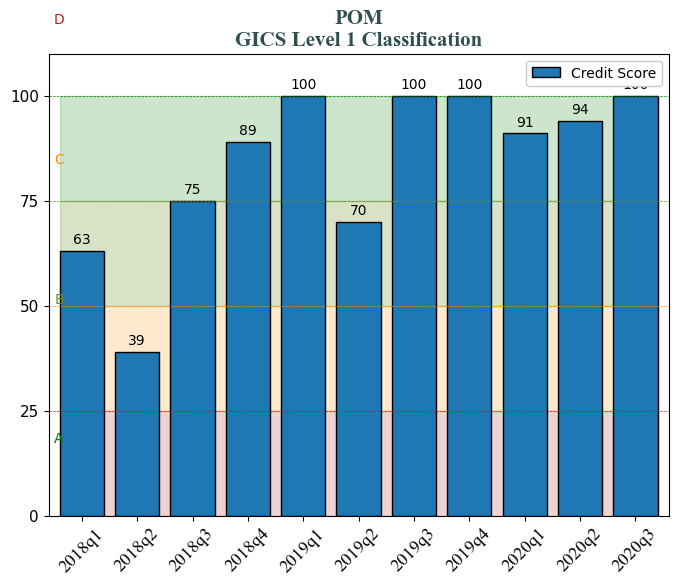 D
POM
GICS Level 1 Classification
Credit Score
100
75
50
25
0
C
B
A
63
39
75
89
100
70
100
100
91
94
100
2018q1
2018q2
2018q3
2018q4
2019q1
2019q2
2019q3
2019q4
2020q1
2020q2
2020q3